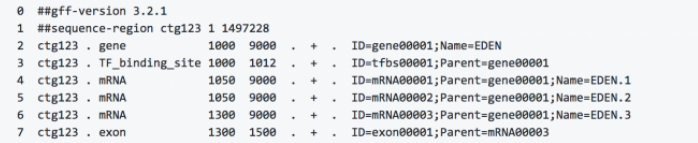 0 ##gff-version 3.2.1
1 ##sequence-region ctg123 1 1497228
2 ctg123 . gene 1000 9000 . + . ID=gene00001;Name=EDEN
3 ctg123 . TF_binding_site 1000 1012 . + . ID=tfbs00001;Parent=gene00001
4 ctg123 . mRNA 1050 9000 . + . ID=mRNA00001;Parent=gene00001;Name=EDEN.1
5 ctg123 . mRNA 1050 9000 . + . ID=mRNA00002;Parent=gene00001;Name=EDEN.2
6 ctg123 . mRNA 1300 9000 . + . ID=mRNA00003;Parent=gene00001;Name=EDEN.3
7 ctg123 . exon 1300 1500 . + . ID=exon00001;Parent=mRNA00003